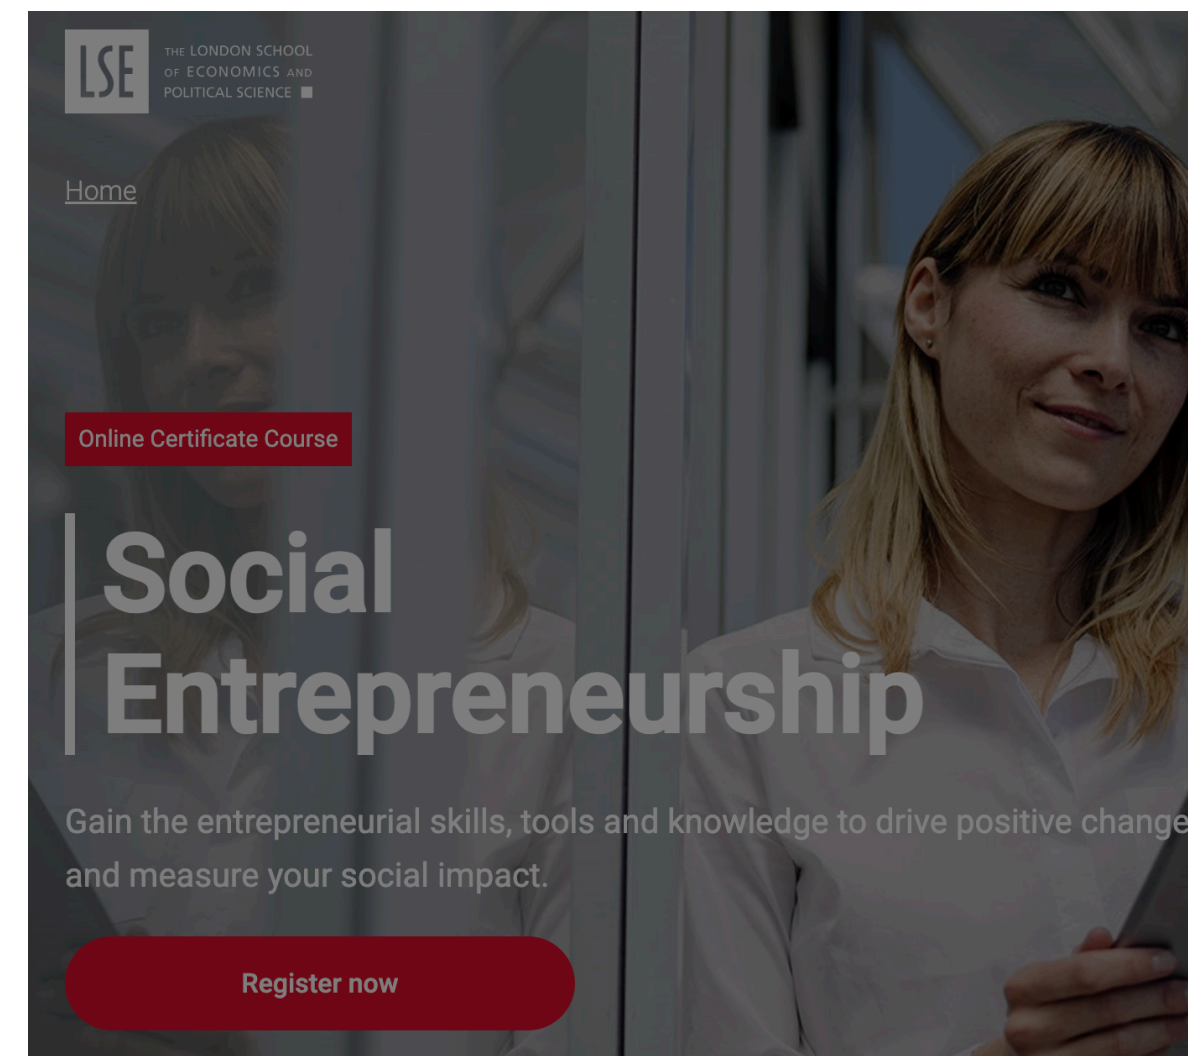 LSE
THE LONDON SCHOOL
OF ECONOMICS AND
POLITICAL SCIENCE
Home
Online Certificate Course
Social
Entrepreneurship
Gain the entrepreneurial skills, tools and knowledge to drive positive change
and measure your social impact.
Register now